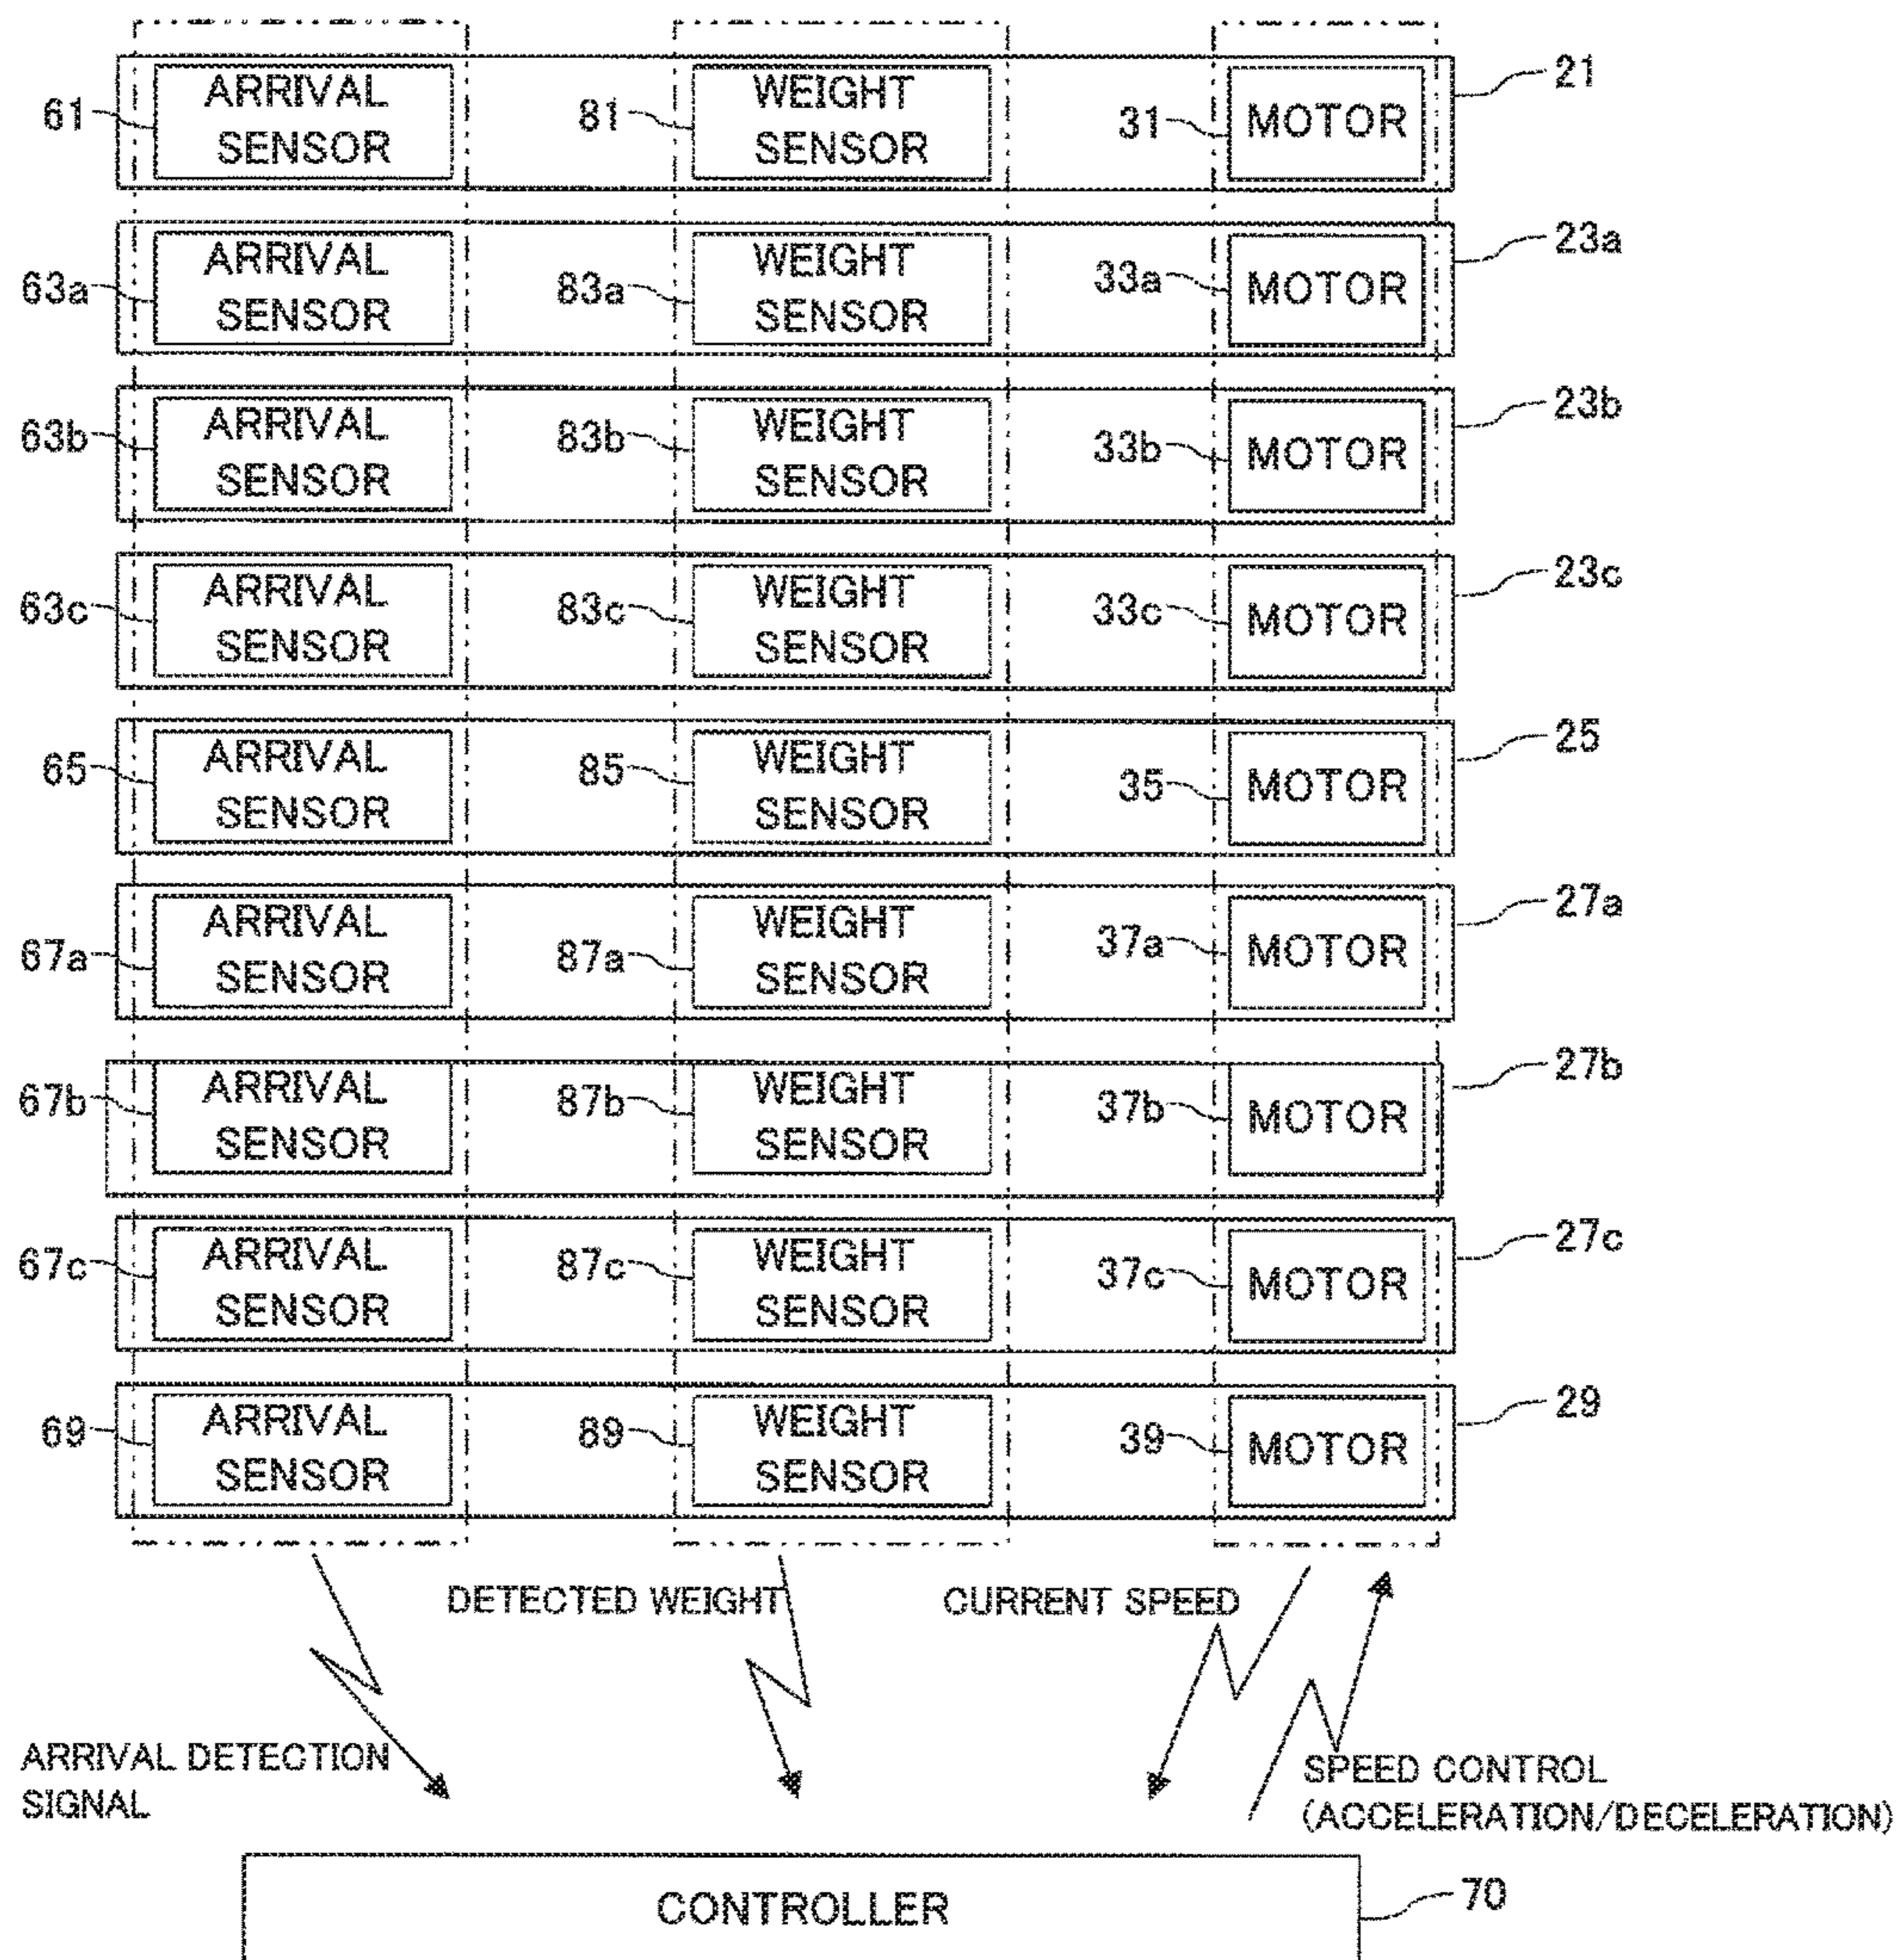 ARRIVAL WEIGHT 21
61 81 31 MOTOR
SENSOR SENSOR
ARRIVAL WEIGHT 23a
63a 83a 33a MOTOR
SENSOR SENSOR
ARRIVAL WEIGHT 23b
63b 83b 33b MOTOR
SENSOR SENSOR
ARRIVAL WEIGHT 23c
63c 83c 33c MOTOR
SENSOR SENSOR
ARRIVAL WEIGHT 25
65 85 35 MOTOR
SENSOR SENSOR
ARRIVAL WEIGHT 27a
67a 87a 37a MOTOR
SENSOR SENSOR
ARRIVAL WEIGHT 27b
67b 87b 37b MOTOR
SENSOR SENSOR
ARRIVAL WEIGHT 27c
67c 87c 37c MOTOR
SENSOR SENSOR
ARRIVAL WEIGHT 29
69 89 39 MOTOR
SENSOR SENSOR
DETECTED WEIGHT CURRENT SPEED
ARRIVAL DETECTION
SIGNAL
SPEED CONTROL
(ACCELERATION/DECELERATION)
CONTROLLER 70